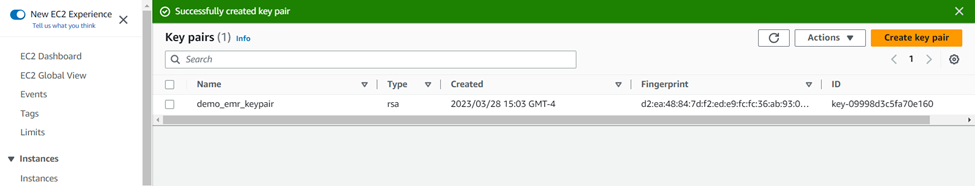 New EC2 Experience
Tell us what you think
EC2 Dashboard
EC2 Global View
Events
Tags
Limits
Instances
Instances
Successfully created key pair
Key pairs (1) Info
Actions
Create key pair
Search
1
Name Type Created Fingerprint ID
demo_emr_keypair rsa 2023/03/28 15:03 GMT-4 d2:ea:48:84:7d:f2:ed:e9:fc:fc:36:ab:93:0... key-09998d3c5fa70e160